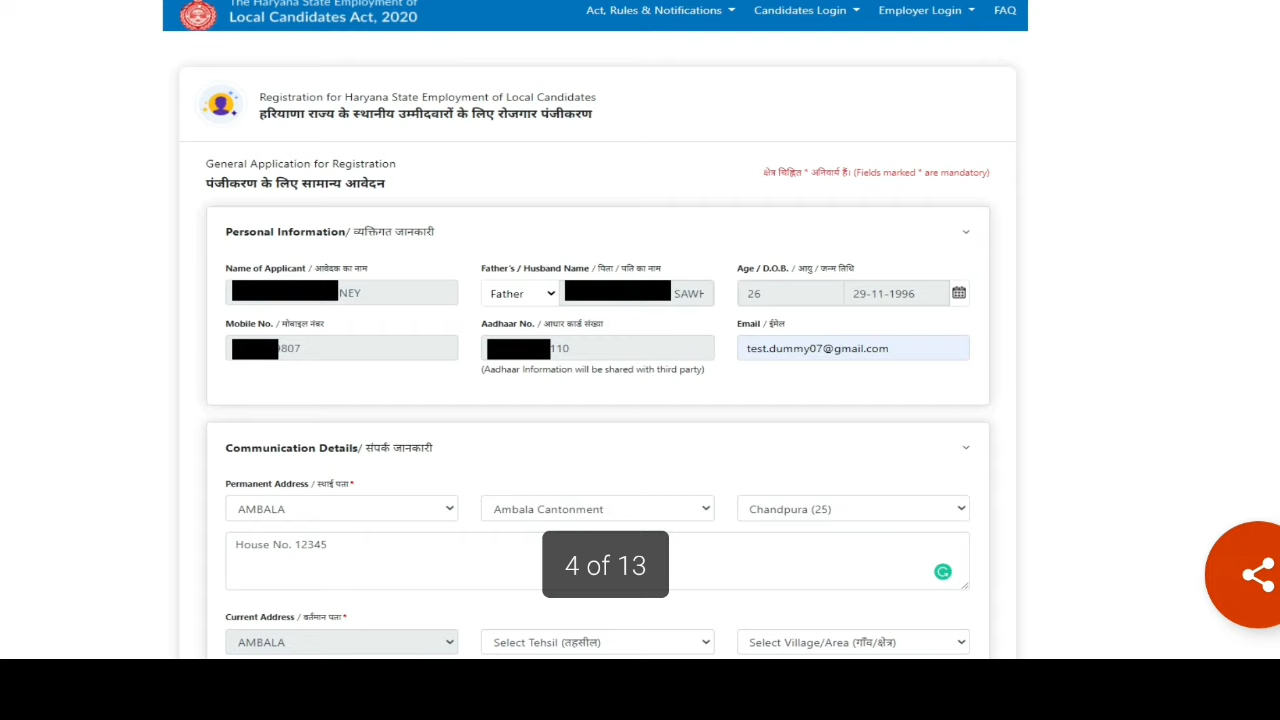 The Haryana State Employment of
Local Candidates Act, 2020
Act, Rules & Notifications
Candidates Login
Employer Login
FAQ
Registration for Haryana State Employment of Local Candidates
हरियाणा राज्य के स्थानीय उम्मीदवारों के लिए रोजगार पंजीकरण
General Application for Registration
पंजीकरण के लिए सामान्य आवेदन
क्षेत्र चिह्नित * अनिवार्य हैं। (Fields marked * are mandatory)
Personal Information/ व्यक्तिगत जानकारी
Name of Applicant / आवेदक का नाम
Father's / Husband Name / पिता / पति का नाम
Age / D.O.B. / आयु / जन्म तिथि
NEY
Father
SAWH
26
29-11-1996
Mobile No. / मोबाइल नंबर
Aadhaar No. / आधार कार्ड संख्या
Email / ईमेल
9807
110
test.dummy07@gmail.com
(Aadhaar Information will be shared with third party)
Communication Details/ संपर्क जानकारी
Permanent Address / स्थाई पता*
AMBALA
Ambala Cantonment
Chandpura (25)
House No. 12345
4 of 13
Current Address / वर्तमान पता*
AMBALA
Select Tehsil (तहसील)
Select Village/Area (गाँव/क्षेत्र)